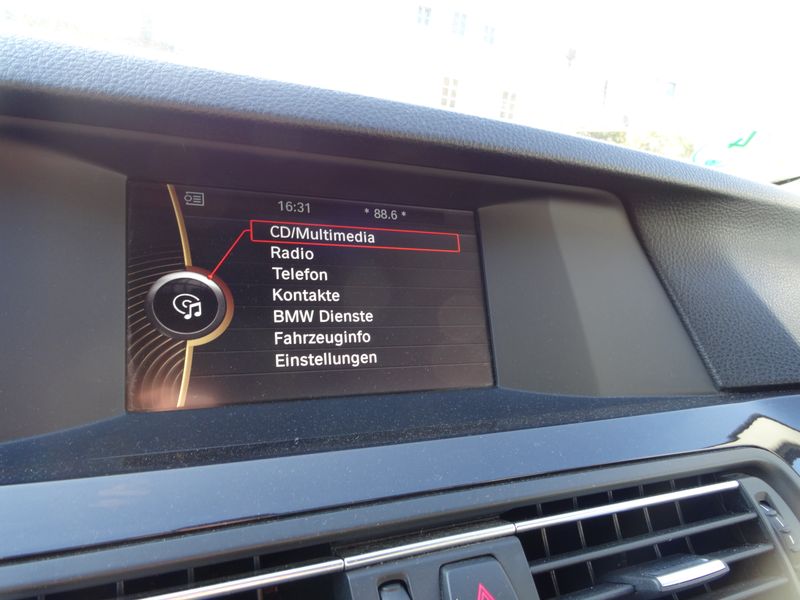 16:31 * 88.6 *
CD/Multimedia
Radio
Telefon
Kontakte
BMW Dienste
Fahrzeuginfo
Einstellungen